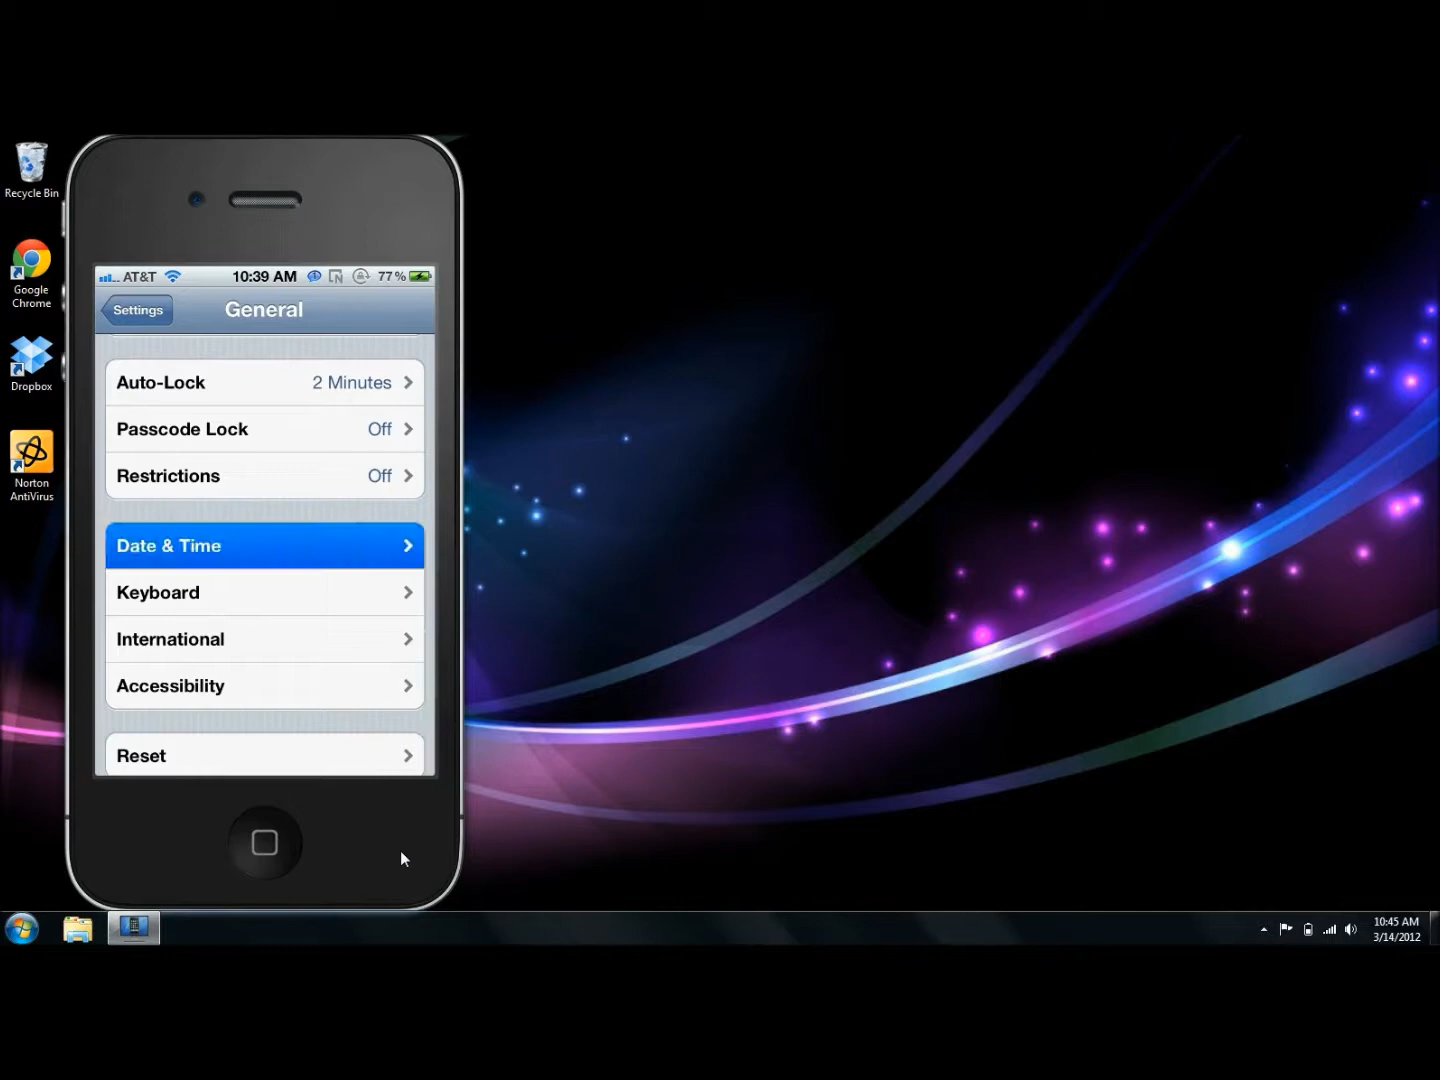 Recycle Bin
Google
Chrome
Dropbox
Norton
AntiVirus
AT&T 10:39 AM 77%
Settings General
Auto-Lock 2 Minutes
Passcode Lock Off
Restrictions Off
Date & Time
Keyboard
International
Accessibility
Reset
10:45 AM
3/14/2012